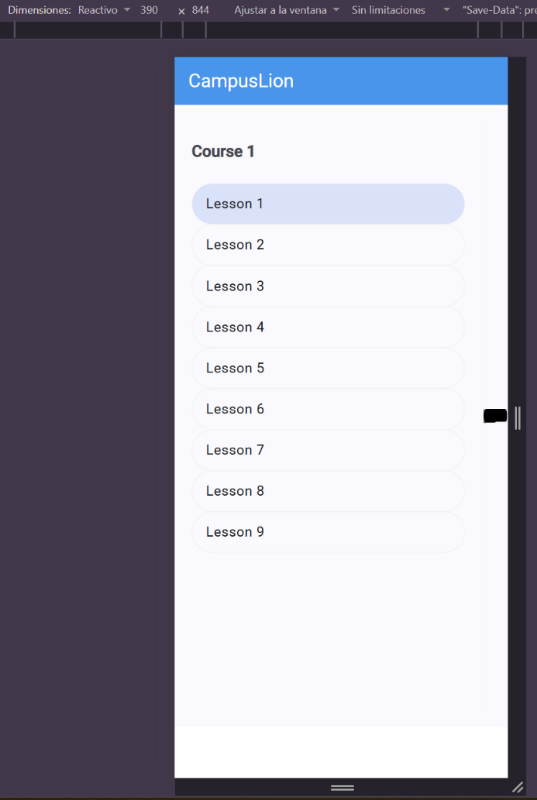 Dimensiones: Reactivo 390 × 844 Ajustar a la ventana Sin limitaciones "Save-Data": pre
CampusLion
Course 1
Lesson 1
Lesson 2
Lesson 3
Lesson 4
Lesson 5
Lesson 6
Lesson 7
Lesson 8
Lesson 9